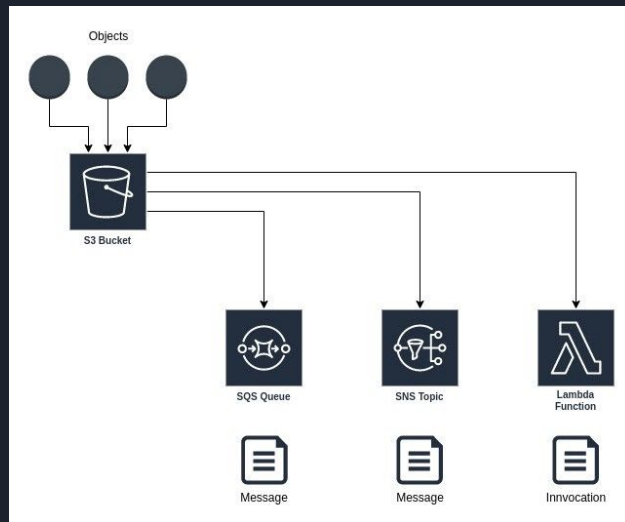 Objects
S3 Bucket
SQS Queue
SNS Topic
Lambda
Function
Message
Message
Innvocation